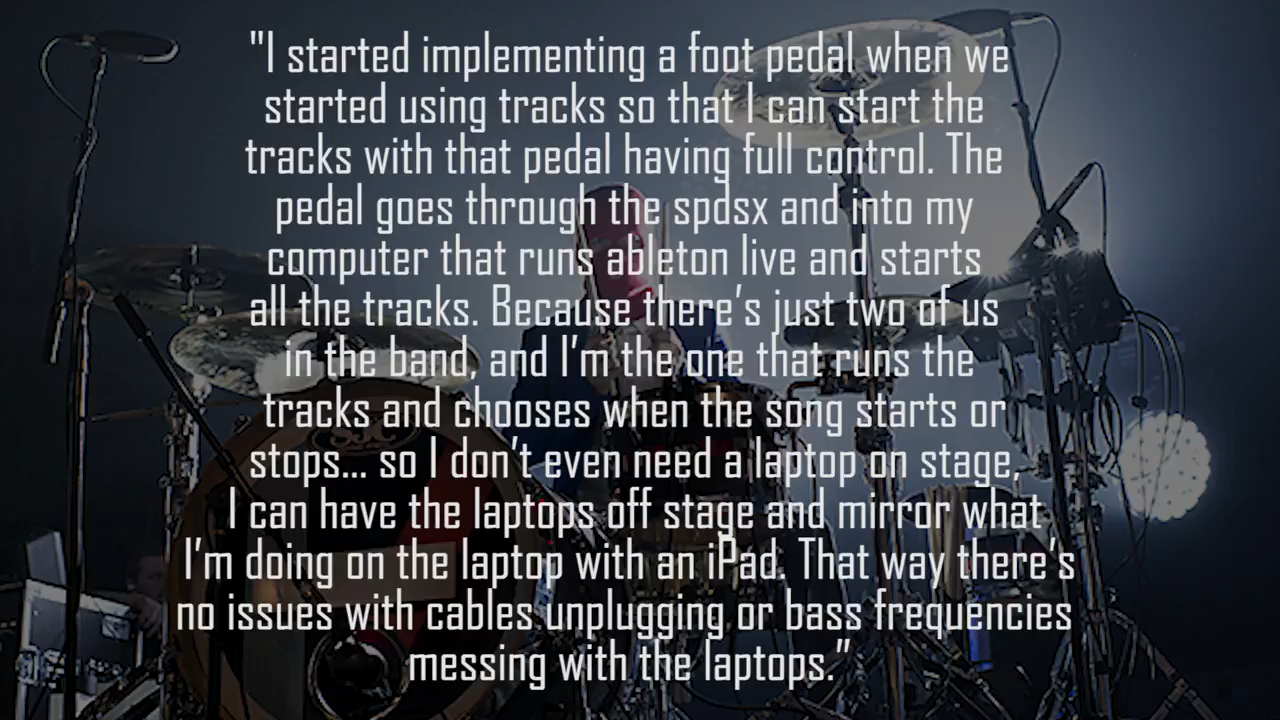 "I started implementing a foot pedal when we
started using tracks so that I can start the
tracks with that pedal having full control. The
pedal goes through the spdsx and into my
computer that runs ableton live and starts
all the tracks. Because there’s just two of us
in the band, and I’m the one that runs the
tracks and chooses when the song starts or
stops... so I don’t even need a laptop on stage,
I can have the laptops off stage and mirror what
I’m doing on the laptop with an iPad. That way there’s
no issues with cables unplugging or bass frequencies
messing with the laptops.”